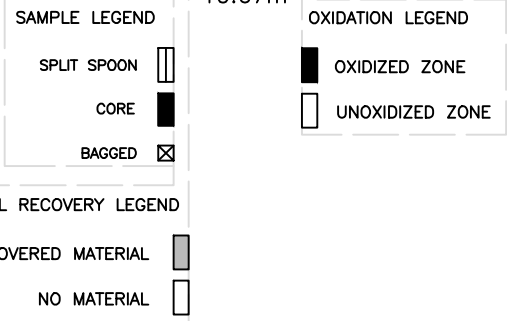 SAMPLE LEGEND
SPLIT SPOON
CORE
BAGGED
RECOVERY LEGEND
MATERIAL
NO MATERIAL
OXIDATION LEGEND
OXIDIZED ZONE
UNOXIDIZED ZONE